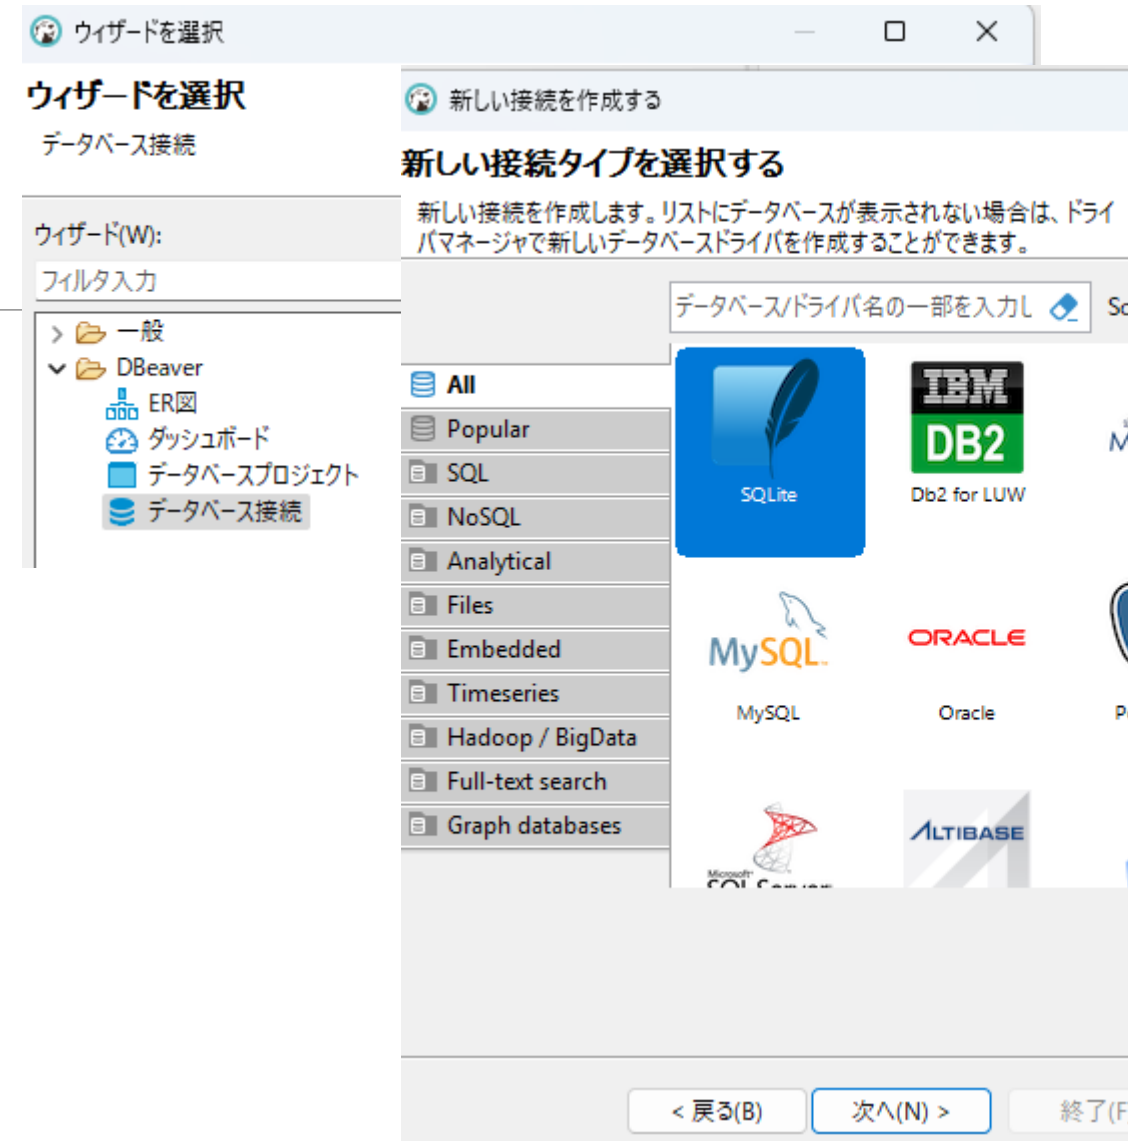 ウィザードを選択
ウィザードを選択
データベース接続
ウィザード(W):
フィルタ入力
一般
DBeaver
ER図
ダッシュボード
データベースプロジェクト
データベース接続
新しい接続を作成する
新しい接続タイプを選択する
新しい接続を作成します。リストにデータベースが表示されない場合は、ドライ
バマネージャで新しいデータベースドライバを作成することができます。
データベース/ドライバ名の一部を入力し
All
Popular
SQL
NoSQL
Analytical
Files
Embedded
Timeseries
Hadoop / BigData
Full-text search
Graph databases
SQLite
IBM
DB2
Db2 for LUW
MySQL
MySQL
ORACLE
Oracle
Microsoft
SQL Server
ALTIBASE
< 戻る(B)
次へ(N) >
終了(F